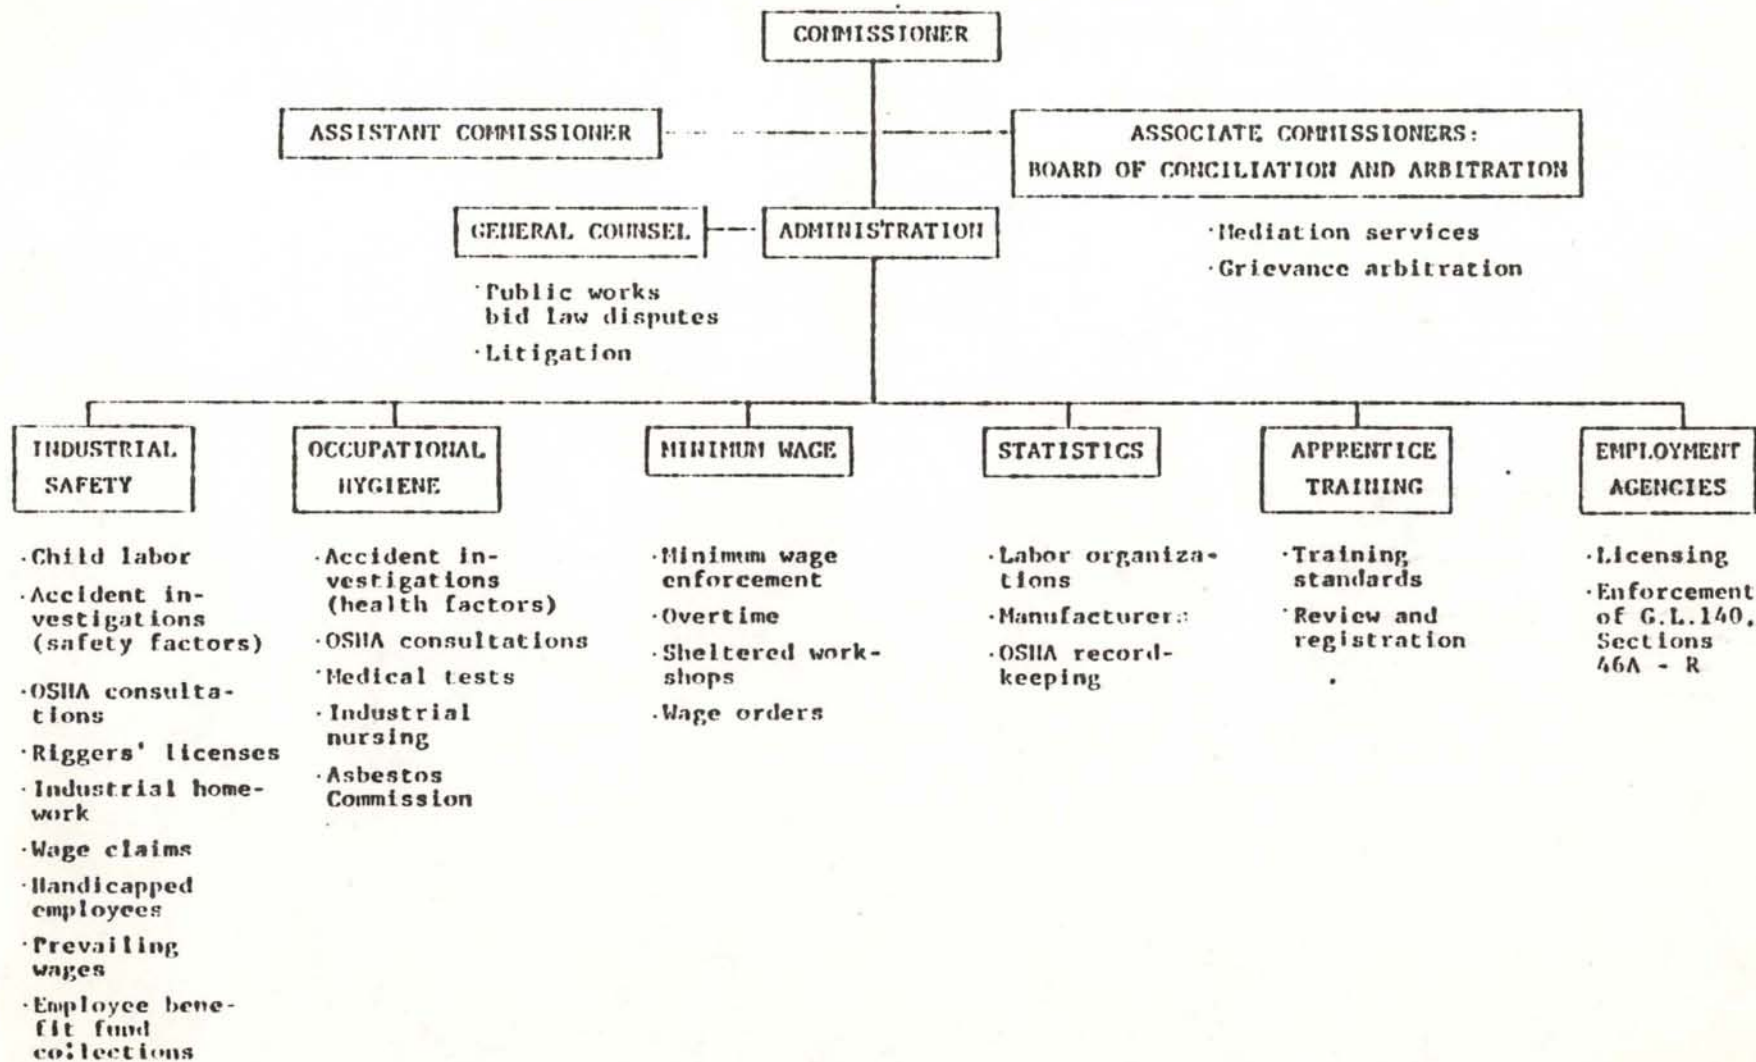 COMMISSIONER
ASSISTANT COMMISSIONER
ASSOCIATE COMMISSIONERS:
BOARD OF CONCILIATION AND ARBITRATION
·Mediation services
·Grievance arbitration
GENERAL COUNSEL
ADMINISTRATION
·Public works
bid law disputes
·Litigation
INDUSTRIAL
SAFETY
·Child labor
·Accident in-
vestigations
(safety factors)
·OSHA consulta-
tions
·Riggers' licenses
·Industrial home-
work
·Wage claims
·Handicapped
employees
·Prevailing
wages
·Employee bene-
fit fund
collections
OCCUPATIONAL
HYGIENE
·Accident in-
vestigations
(health factors)
·OSHA consultations
·Medical tests
·Industrial
nursing
·Asbestos
Commission
MINIMUM WAGE
·Minimum wage
enforcement
·Overtime
·Sheltered work-
shops
·Wage orders
STATISTICS
·Labor organiza-
tions
·Manufacturers
·OSHA record-
keeping
APPRENTICE
TRAINING
·Training
standards
·Review and
registration
EMPLOYMENT
AGENCIES
·Licensing
·Enforcement
of G.L.140,
Sections
46A - R